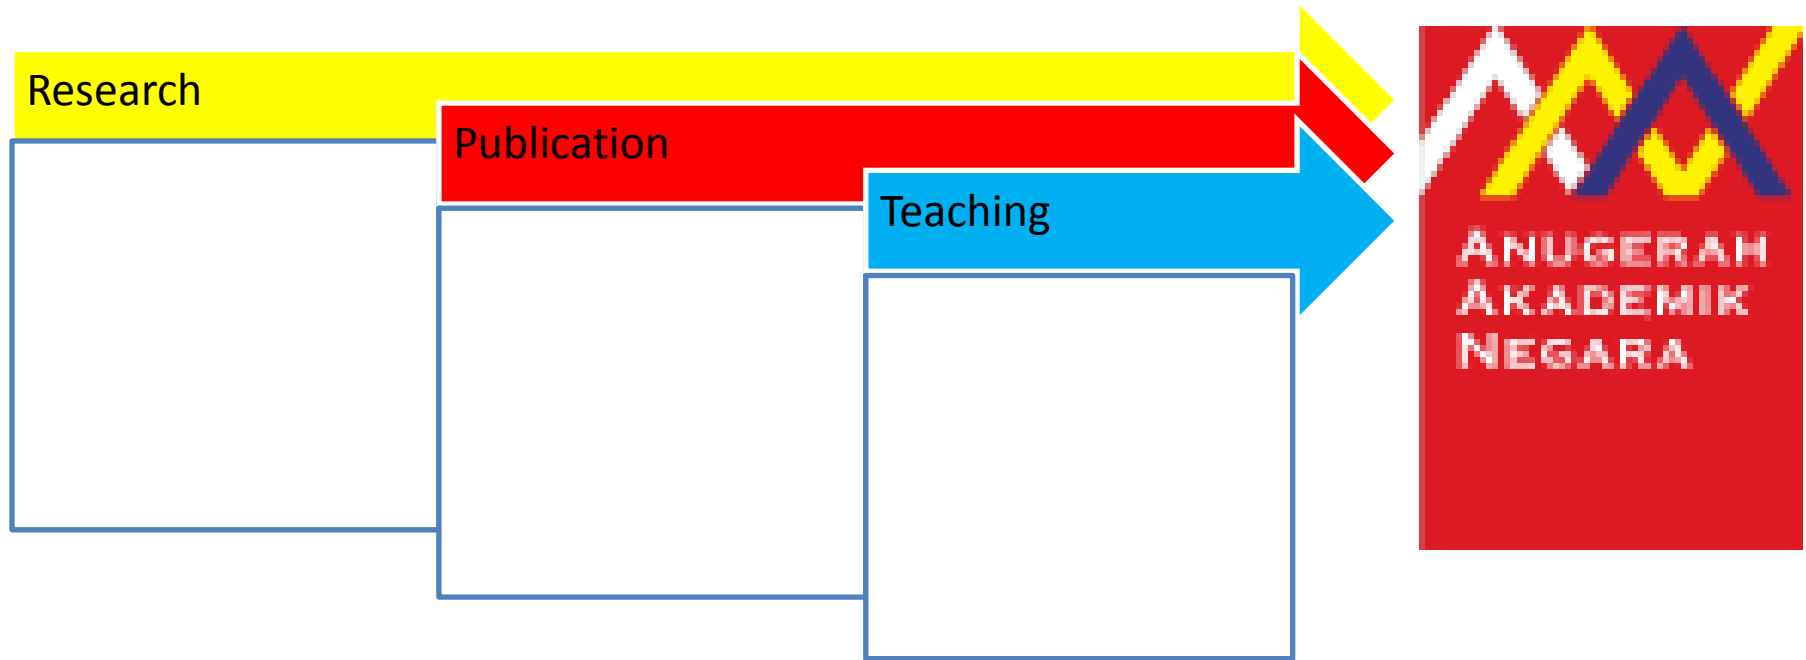 Research
Publication
Teaching
ANUGERAH
AKADEMIK
NEGARA